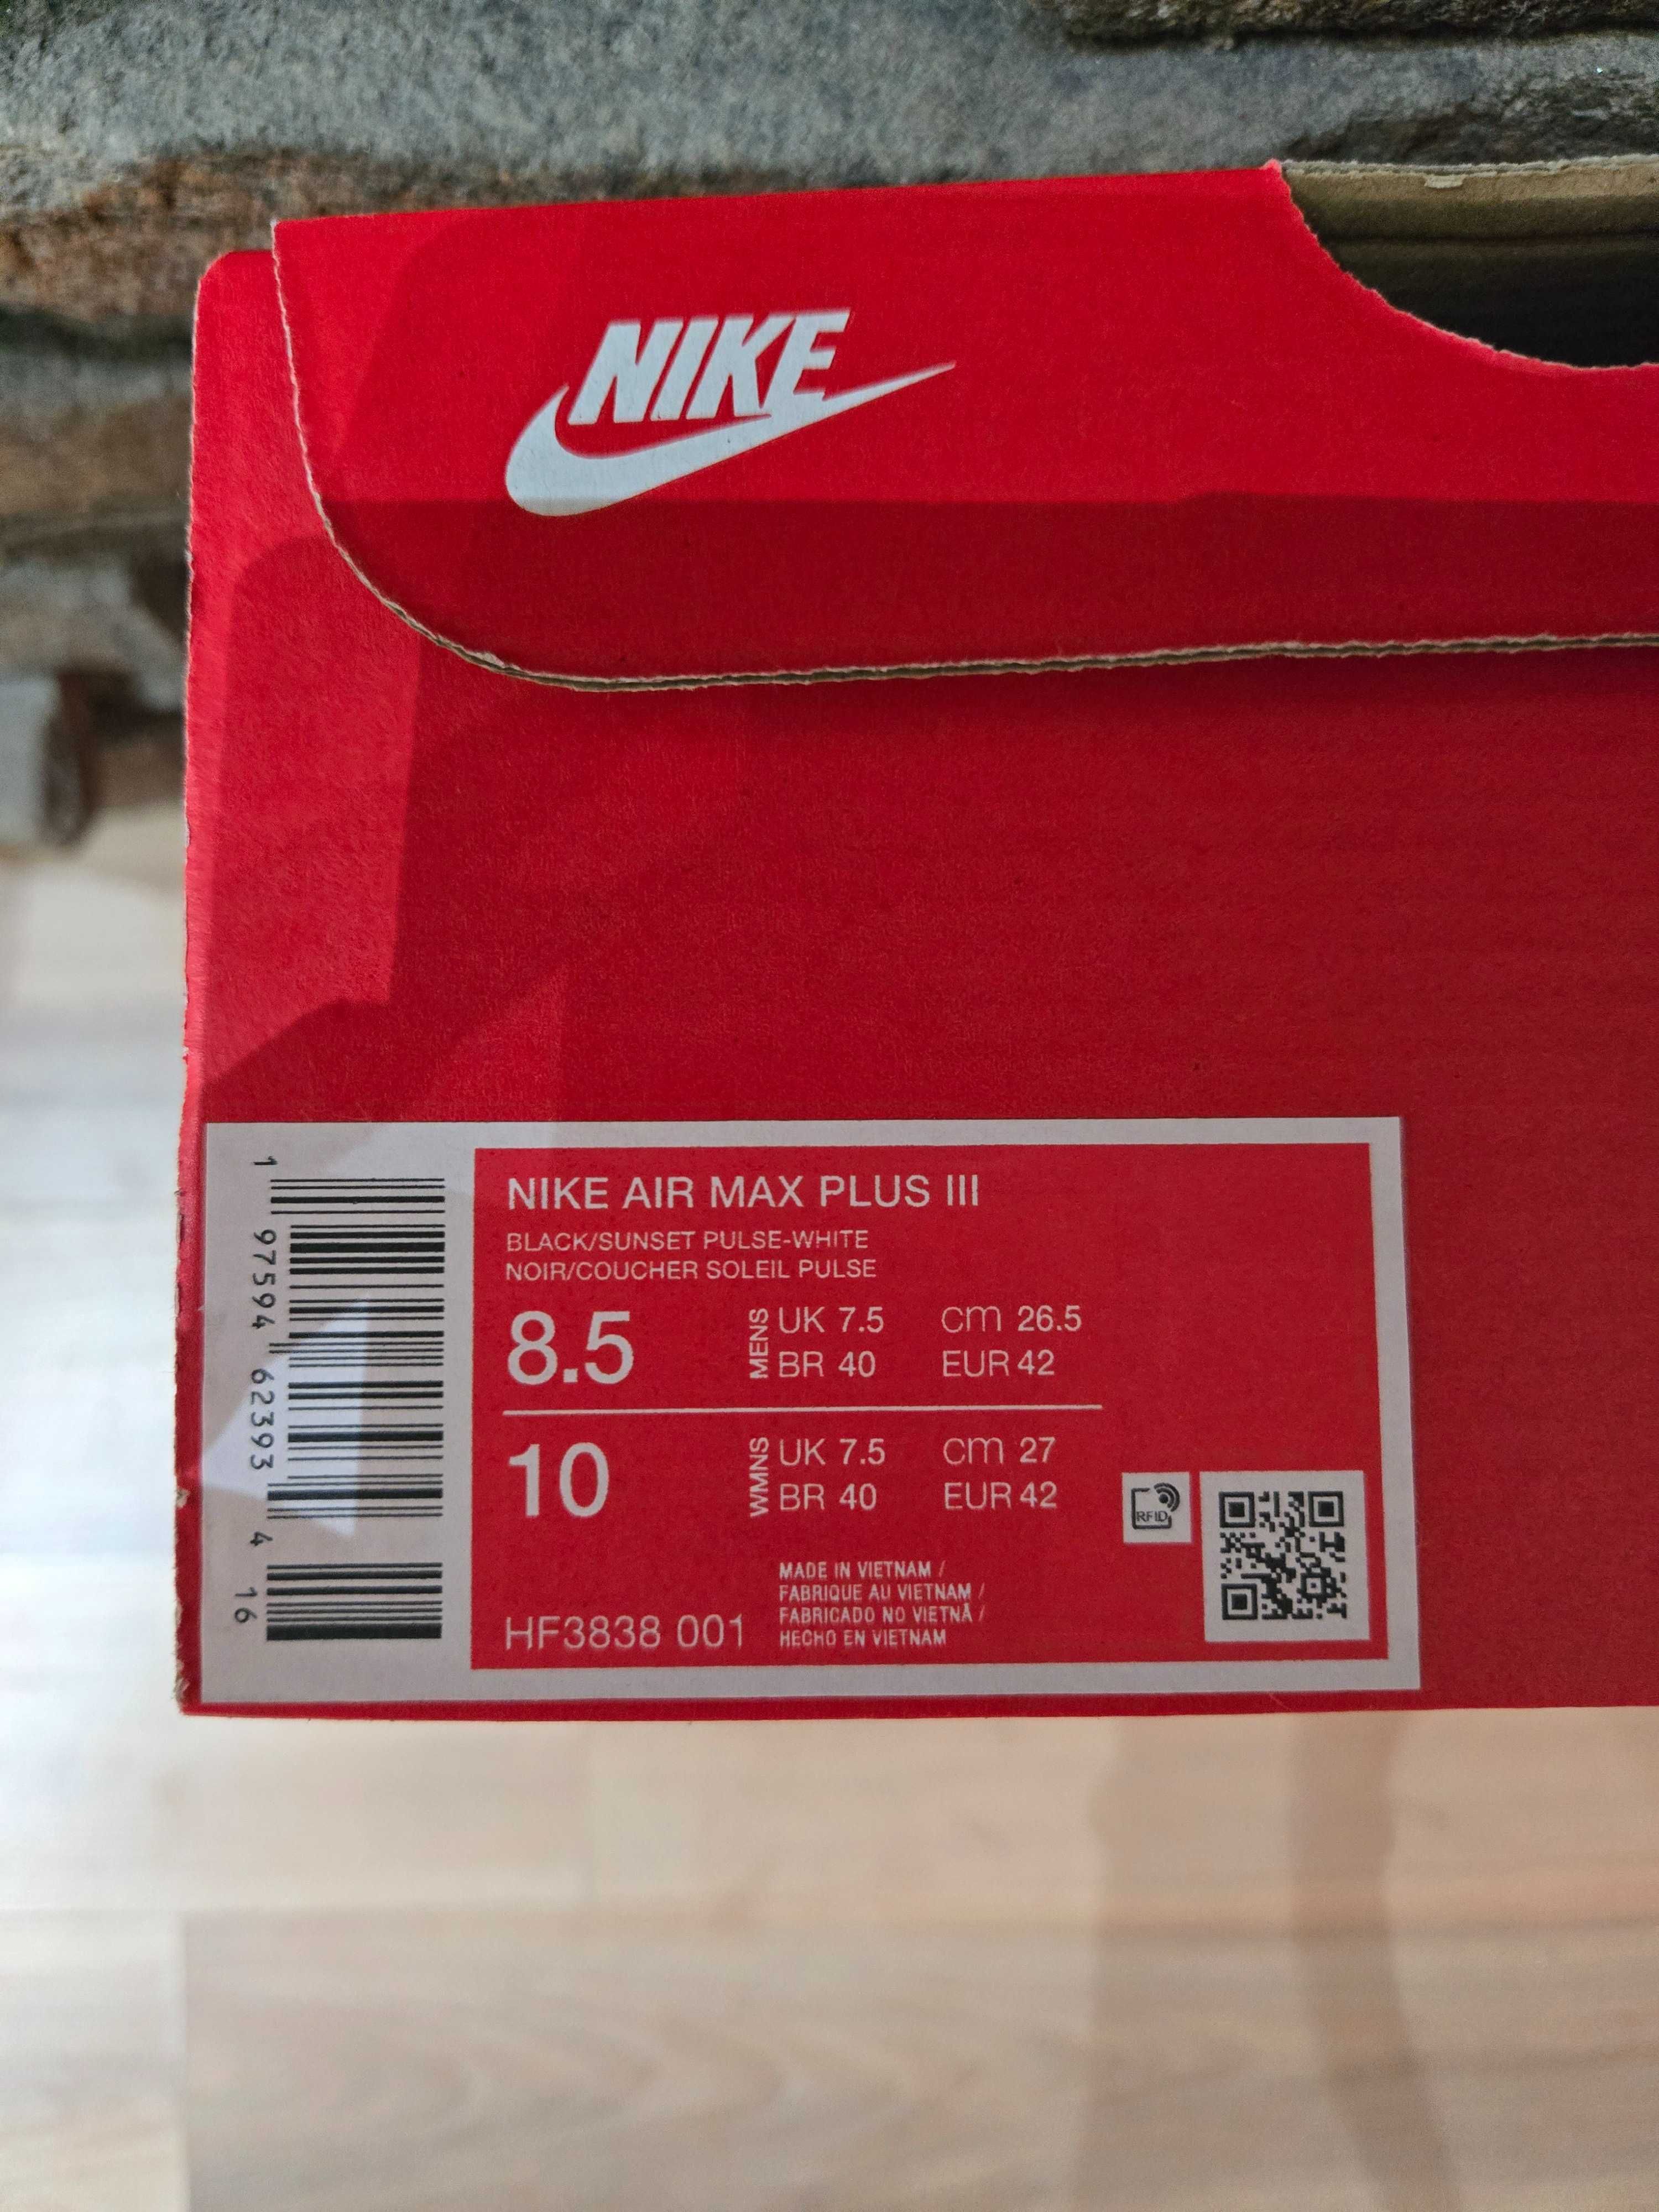 NIKE
NIKE AIR MAX PLUS III
BLACK/SUNSET PULSE-WHITE
NOIR/COUCHER SOLEIL PULSE
8.5 MENS UK 7.5 cm 26.5
BR 40 EUR 42
10 WMNS UK 7.5 cm 27
BR 40 EUR 42
RFID
MADE IN VIETNAM /
FABRIQUE AU VIETNAM /
FABRICADO NO VIETNÃ /
HECHO EN VIETNAM
HF3838 001
1 97594 62393 4 16